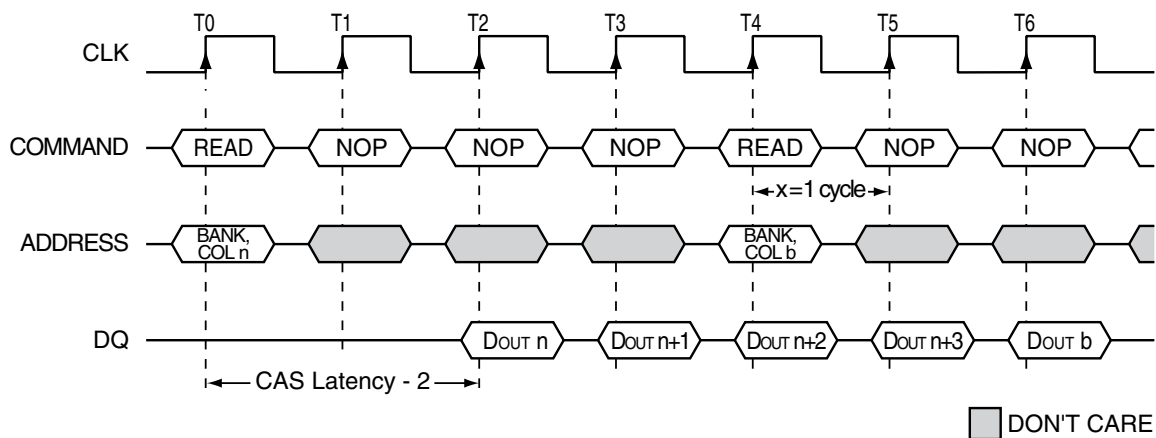 T0 T1 T2 T3 T4 T5 T6
CLK
COMMAND READ NOP NOP NOP READ NOP NOP
x=1 cycle
ADDRESS BANK, COL n BANK, COL b
DQ DOUT n DOUT n+1 DOUT n+2 DOUT n+3 DOUT b
CAS Latency - 2
DON'T CARE